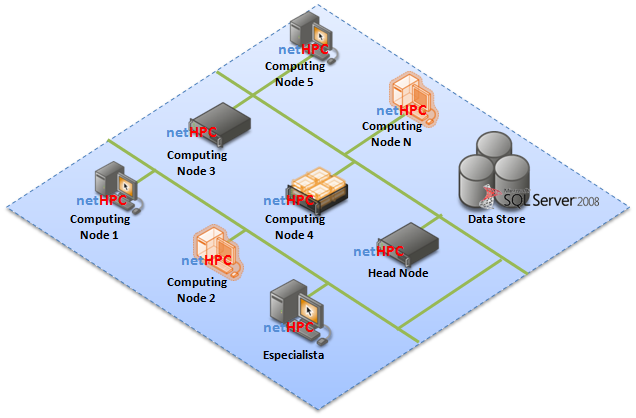 netHPC
Computing
Node 5
netHPC
Computing
Node N
netHPC
Computing
Node 3
Microsoft
SQL Server 2008
Data Store
netHPC
Computing
Node 1
netHPC
Computing
Node 4
netHPC
Head Node
netHPC
Computing
Node 2
netHPC
Especialista